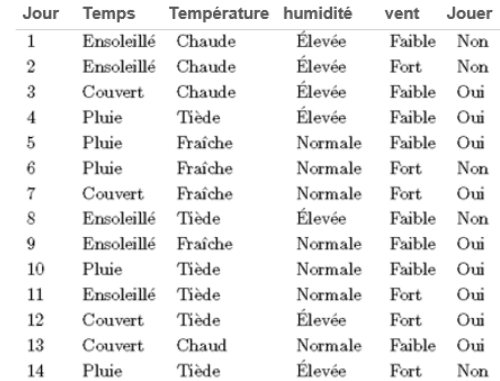 Jour Temps Température humidité vent Jouer
1 Ensoleillé Chaude Élevée Faible Non
2 Ensoleillé Chaude Élevée Fort Non
3 Couvert Chaude Élevée Faible Oui
4 Pluie Tiède Élevée Faible Oui
5 Pluie Fraîche Normale Faible Oui
6 Pluie Fraîche Normale Fort Non
7 Couvert Fraîche Normale Fort Oui
8 Ensoleillé Tiède Élevée Faible Non
9 Ensoleillé Fraîche Normale Faible Oui
10 Pluie Tiède Normale Faible Oui
11 Ensoleillé Tiède Normale Fort Oui
12 Couvert Tiède Élevée Fort Oui
13 Couvert Chaud Normale Faible Oui
14 Pluie Tiède Élevée Fort Non